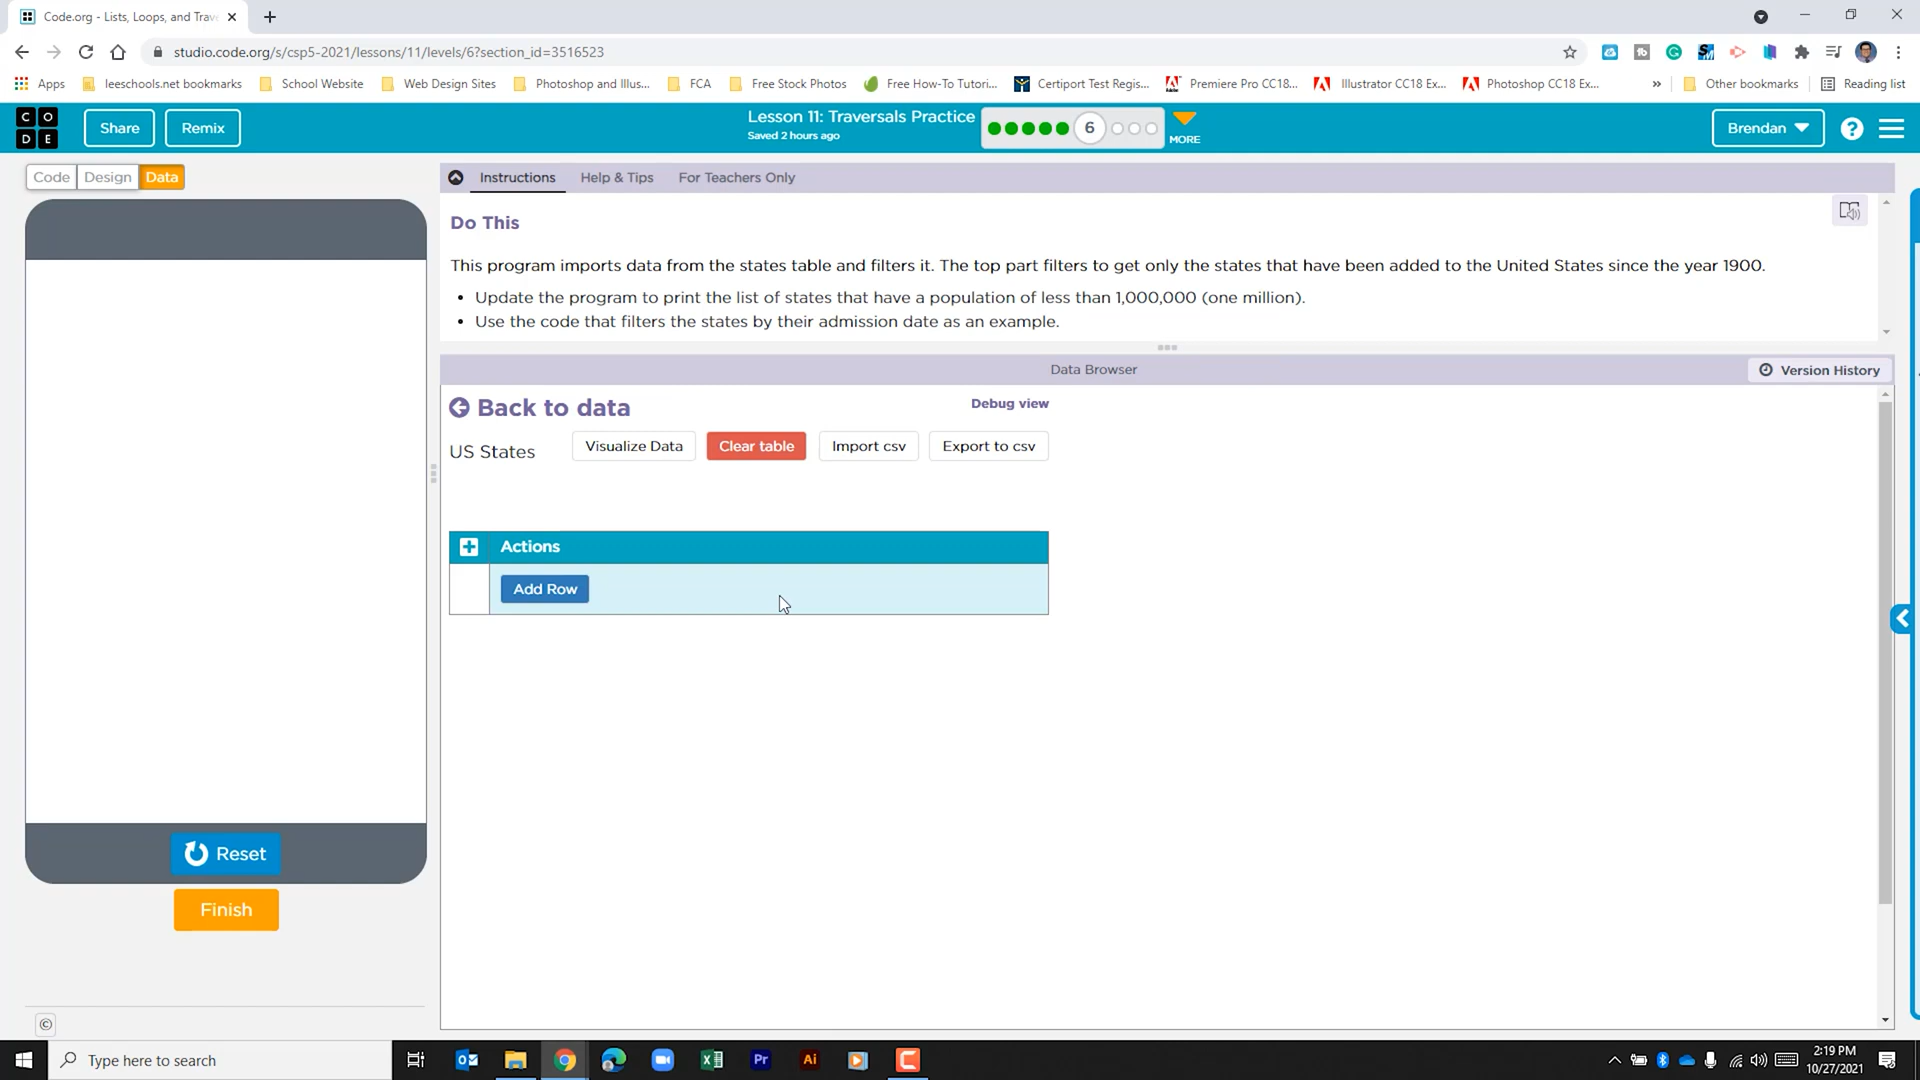 Code.org - Lists, Loops, and Trave
studio.code.org/s/csp5-2021/lessons/11/levels/6?section_id=3516523
Apps leeschools.net bookmarks School Website Web Design Sites Photoshop and Illus... FCA Free Stock Photos Free How-To Tutori... Certiport Test Regis... Premiere Pro CC18... Illustrator CC18 Ex... Photoshop CC18 Ex... » Other bookmarks Reading list
C O
D E
Share Remix
Lesson 11: Traversals Practice
Saved 2 hours ago
6
MORE
Brendan
?
Code Design Data
Instructions Help & Tips For Teachers Only
Do This
This program imports data from the states table and filters it. The top part filters to get only the states that have been added to the United States since the year 1900.
• Update the program to print the list of states that have a population of less than 1,000,000 (one million).
• Use the code that filters the states by their admission date as an example.
Data Browser
Version History
Back to data
Debug view
US States
Visualize Data Clear table Import csv Export to csv
Actions
Add Row
Reset
Finish
©
Type here to search
Pr
Ai
2:19 PM
10/27/2021